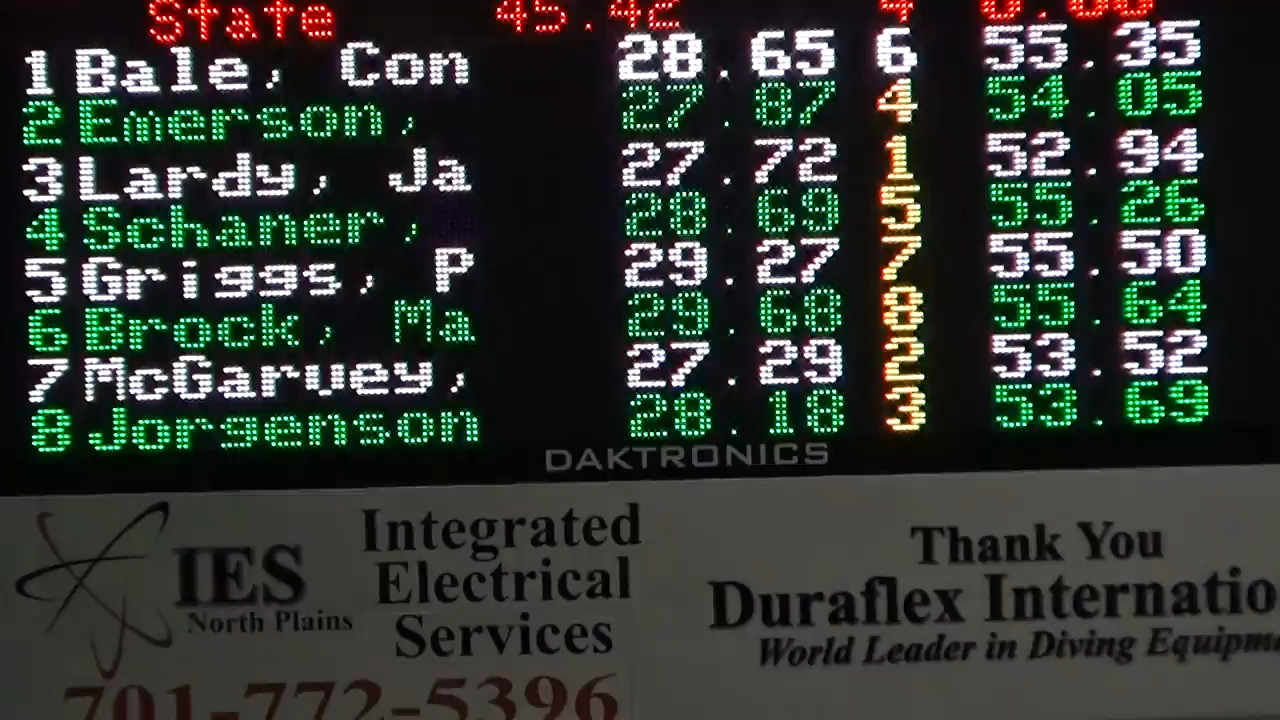 State 45.42 4 0.00
1 Bale, Con 28.65 6 55.35
2 Emerson, 27.87 4 54.05
3 Lardy, Ja 27.72 1 52.94
4 Schaner, 28.69 5 55.26
5 Griggs, P 29.27 7 55.50
6 Brock, Ma 29.68 8 55.64
7 McGarvey, 27.29 2 53.52
8 Jorgenson 28.18 3 53.69
DAKTRONICS
IES
North Plains
Integrated
Electrical
Services
701-772-5396
Thank You
Duraflex Internatio
World Leader in Diving Equipm